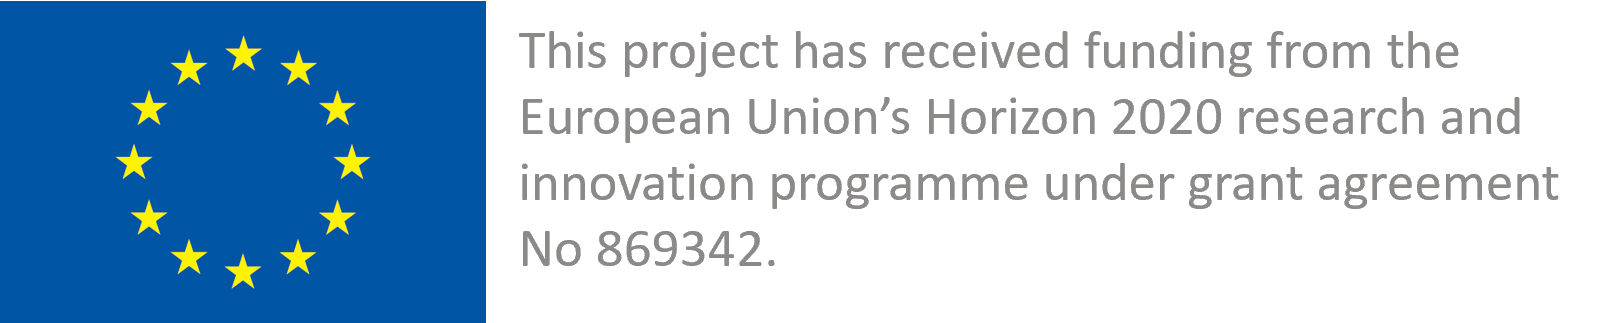 This project has received funding from the
European Union’s Horizon 2020 research and
innovation programme under grant agreement
No 869342.